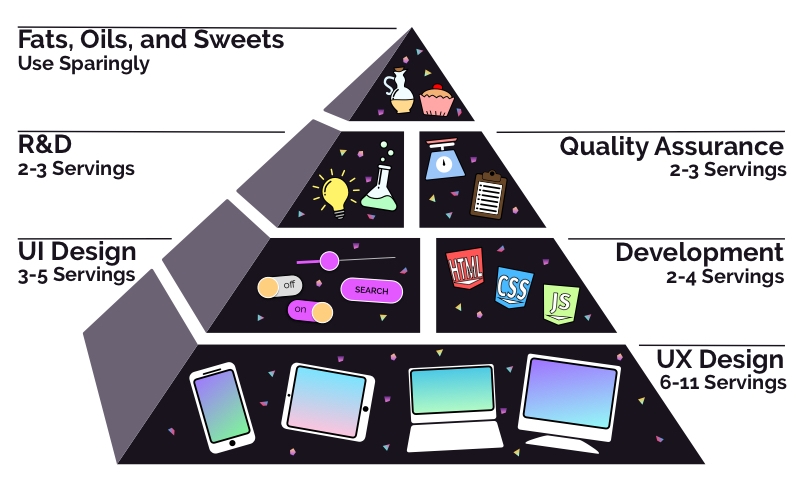 Fats, Oils, and Sweets
Use Sparingly
R&D
2-3 Servings
Quality Assurance
2-3 Servings
UI Design
3-5 Servings
off
SEARCH
on
HTML
CSS
JS
Development
2-4 Servings
UX Design
6-11 Servings